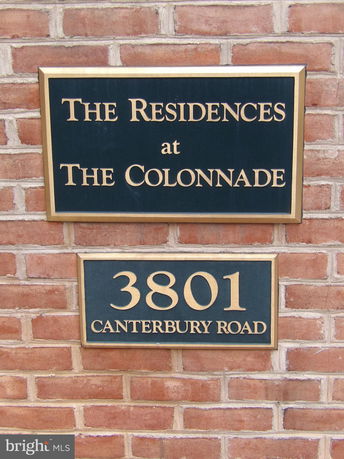 THE RESIDENCES
at
THE COLONNADE
3801
CANTERBURY ROAD
bright MLS